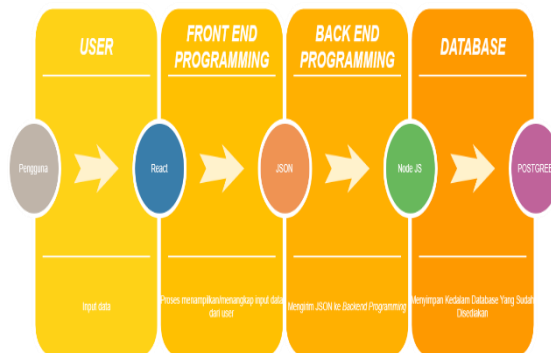 USER
FRONT END
PROGRAMMING
BACK END
PROGRAMMING
DATABASE
Pengguna
React
JSON
Node JS
POSTGREE
Input data
Proses menampilkan/menangkap input data
dari user
Mengirim JSON ke Backend Programming
Menyimpan Kedalam Database Yang Sudah
Disediakan